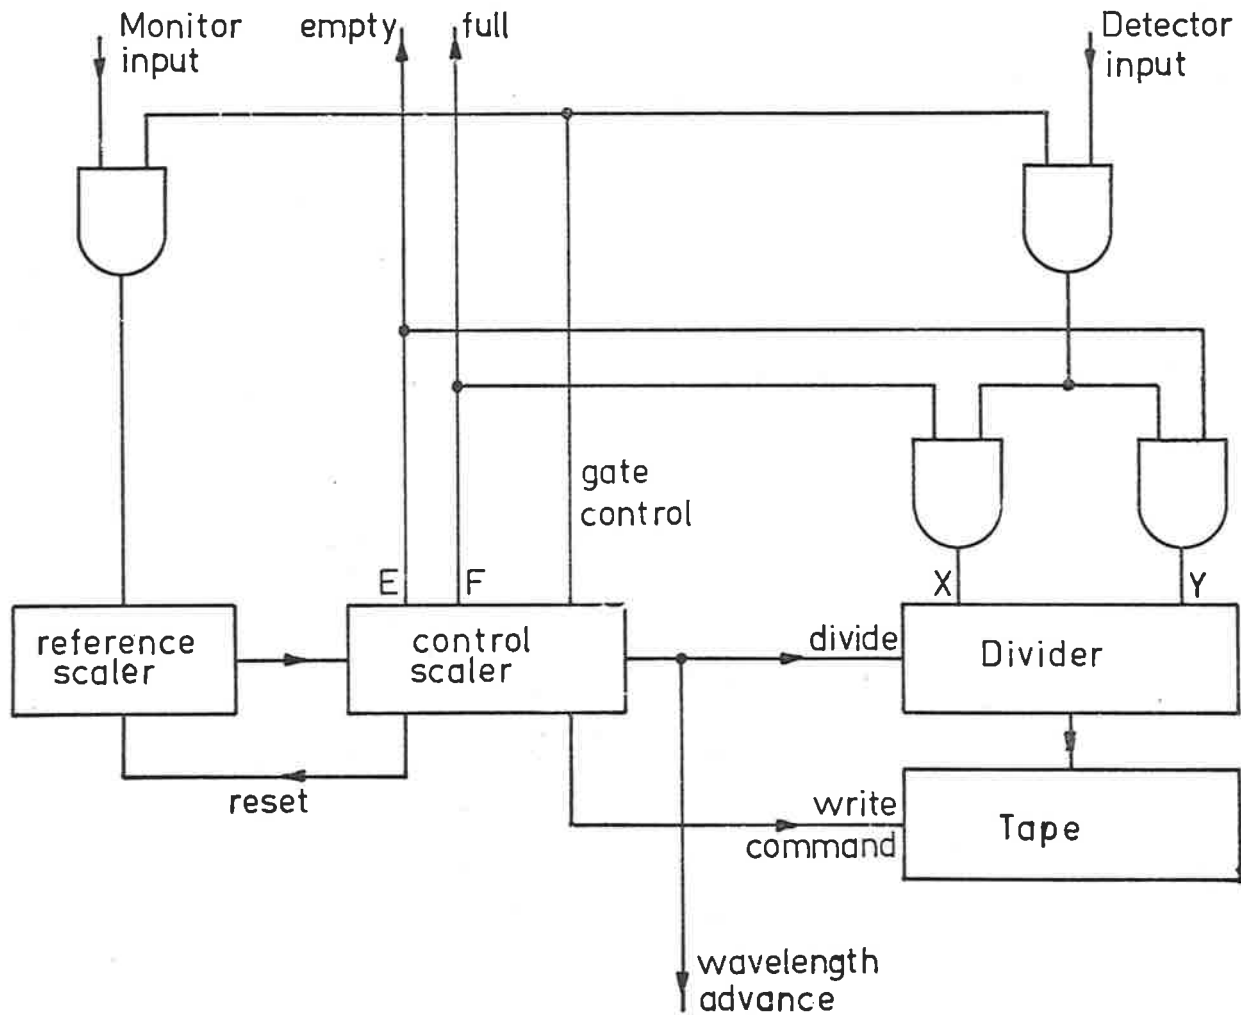 Monitor
input
empty
full
Detector
input
gate
control
E
F
X
Y
reference
scaler
control
scaler
divide
Divider
reset
write
command
Tape
wavelength
advance